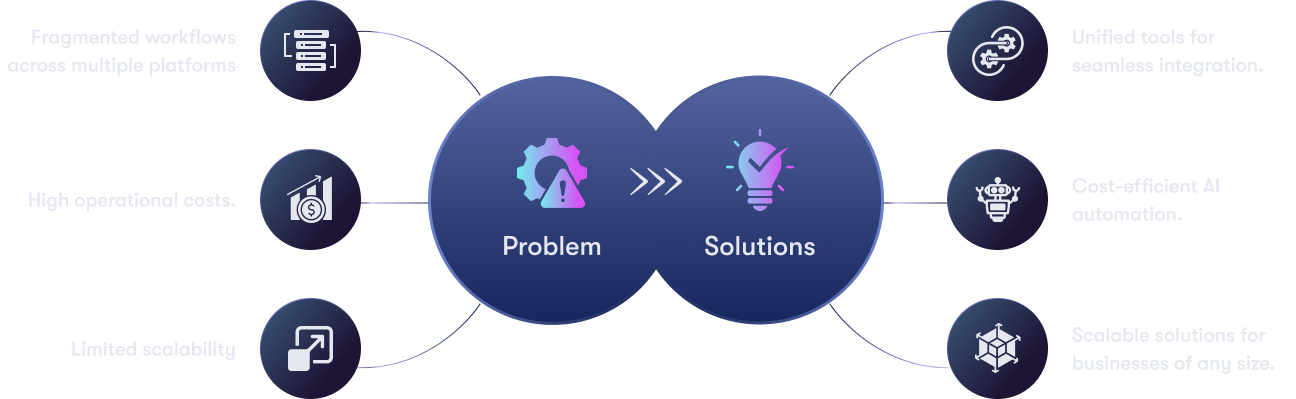 Fragmented workflows
across multiple platforms
High operational costs.
Limited scalability
Problem
Solutions
Unified tools for
seamless integration.
Cost-efficient AI
automation.
Scalable solutions for
businesses of any size.